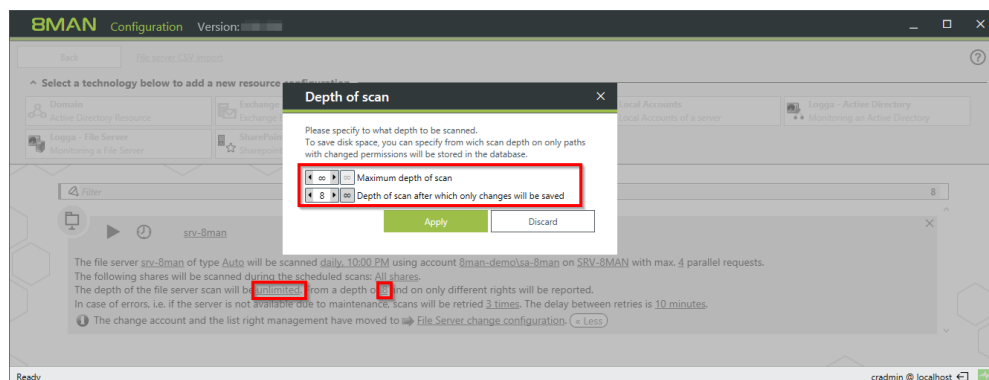 8MAN Configuration Version:
Back File server CSV import
Select a technology below to add a new resource configuration
Depth of scan
Domain
Active Directory Resource
Exchange
Exchange
Local Accounts
Local Accounts of a server
Logga - Active Directory
Monitoring an Active Directory
Logga - File Server
Monitoring a File Server
SharePoint
Sharepoint
Please specify to what depth to be scanned.
To save disk space, you can specify from wich scan depth on only paths
with changed permissions will be stored in the database.
∞ ∞ Maximum depth of scan
8 ∞ Depth of scan after which only changes will be saved
Apply Discard
Filter 8
srv-8man
The file server srv-8man of type Auto will be scanned daily, 10:00 PM using account 8man-demo\sa-8man on SRV-8MAN with max. 4 parallel requests.
The following shares will be scanned during the scheduled scans: All shares.
The depth of the file server scan will be unlimited. From a depth of 8 and on only different rights will be reported.
In case of errors, i.e. if the server is not available due to maintenance, scans will be retried 3 times. The delay between retries is 10 minutes.
The change account and the list right management have moved to File Server change configuration. (« Less)
Ready cradmin @ localhost